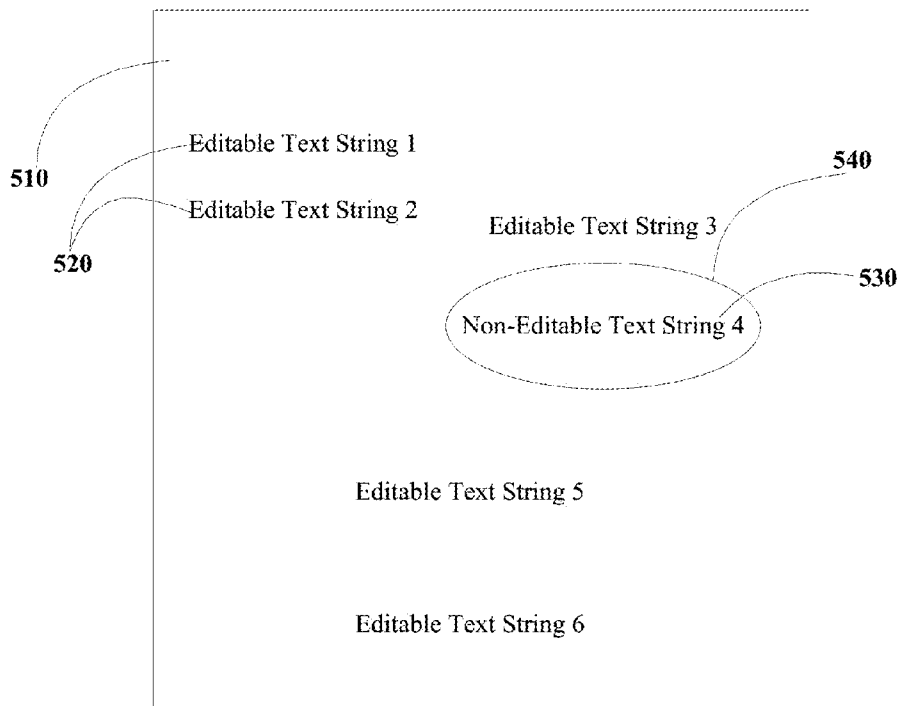 Editable Text String 1
540
510
Editable Text String 2
Editable Text String 3
520
530
Non-Editable Text String 4
Editable Text String 5
Editable Text String 6